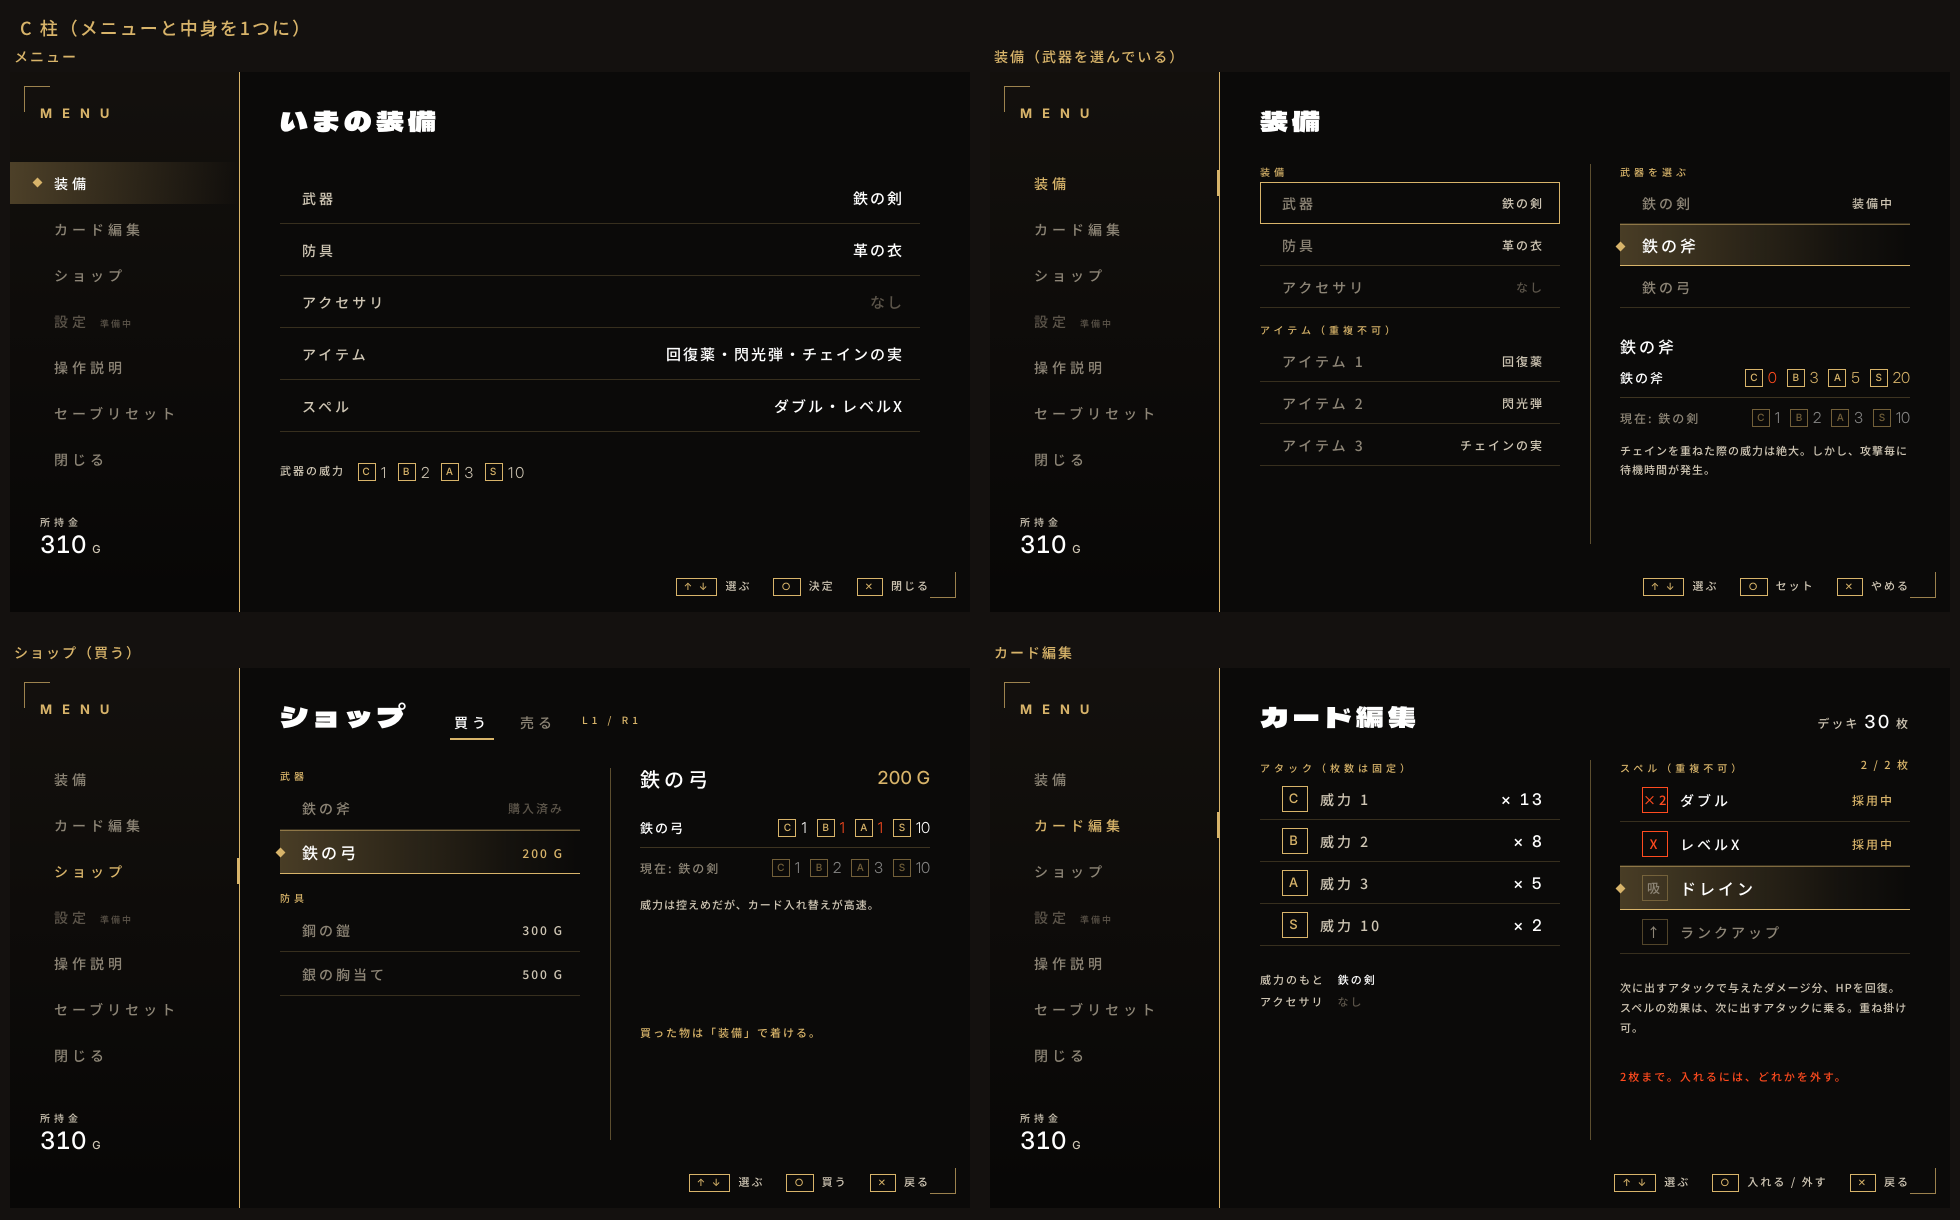 C 柱（メニューと中身を1つに）
メニュー
MENU
装備
カード編集
ショップ
設定 準備中
操作説明
セーブリセット
閉じる
所持金
310 G
いまの装備
武器 鉄の剣
防具 革の衣
アクセサリ なし
アイテム 回復薬・閃光弾・チェインの実
スペル ダブル・レベルX
武器の威力 C 1 B 2 A 3 S 10
↑ ↓ 選ぶ ○ 決定 × 閉じる
装備（武器を選んでいる）
MENU
装備
カード編集
ショップ
設定 準備中
操作説明
セーブリセット
閉じる
所持金
310 G
装備
装備
武器 鉄の剣
防具 革の衣
アクセサリ なし
アイテム（重複不可）
アイテム 1 回復薬
アイテム 2 閃光弾
アイテム 3 チェインの実
武器を選ぶ
鉄の剣 装備中
鉄の斧
鉄の弓
鉄の斧
鉄の斧 C 0 B 3 A 5 S 20
現在: 鉄の剣 C 1 B 2 A 3 S 10
チェインを重ねた際の威力は絶大。しかし、攻撃毎に
待機時間が発生。
↑ ↓ 選ぶ ○ セット × やめる
ショップ（買う）
MENU
装備
カード編集
ショップ
設定 準備中
操作説明
セーブリセット
閉じる
所持金
310 G
ショップ 買う 売る L1 / R1
武器
鉄の斧 購入済み
鉄の弓 200 G
防具
鋼の鎧 300 G
銀の胸当て 500 G
鉄の弓 200 G
鉄の弓 C 1 B 1 A 1 S 10
現在: 鉄の剣 C 1 B 2 A 3 S 10
威力は控えめだが、カード入れ替えが高速。
買った物は「装備」で着ける。
↑ ↓ 選ぶ ○ 買う × 戻る
カード編集
MENU
装備
カード編集
ショップ
設定 準備中
操作説明
セーブリセット
閉じる
所持金
310 G
カード編集 デッキ 30 枚
アタック（枚数は固定）
C 威力 1 × 13
B 威力 2 × 8
A 威力 3 × 5
S 威力 10 × 2
威力のもと 鉄の剣
アクセサリ なし
スペル（重複不可） 2 / 2 枚
×2 ダブル 採用中
X レベルX 採用中
吸 ドレイン
↑ ランクアップ
次に出すアタックで与えたダメージ分、HPを回復。
スペルの効果は、次に出すアタックに乗る。重ね掛け
可。
2枚まで。入れるには、どれかを外す。
↑ ↓ 選ぶ ○ 入れる / 外す × 戻る